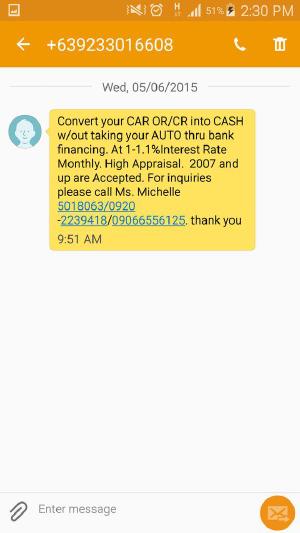 51% 2:30 PM
+639233016608
Wed, 05/06/2015
Convert your CAR OR/CR into CASH
w/out taking your AUTO thru bank
financing. At 1-1.1%Interest Rate
Monthly. High Appraisal.  2007 and
up are Accepted. For inquiries
please call Ms. Michelle
5018063/0920
-2239418/09066556125. thank you
9:51 AM
Enter message